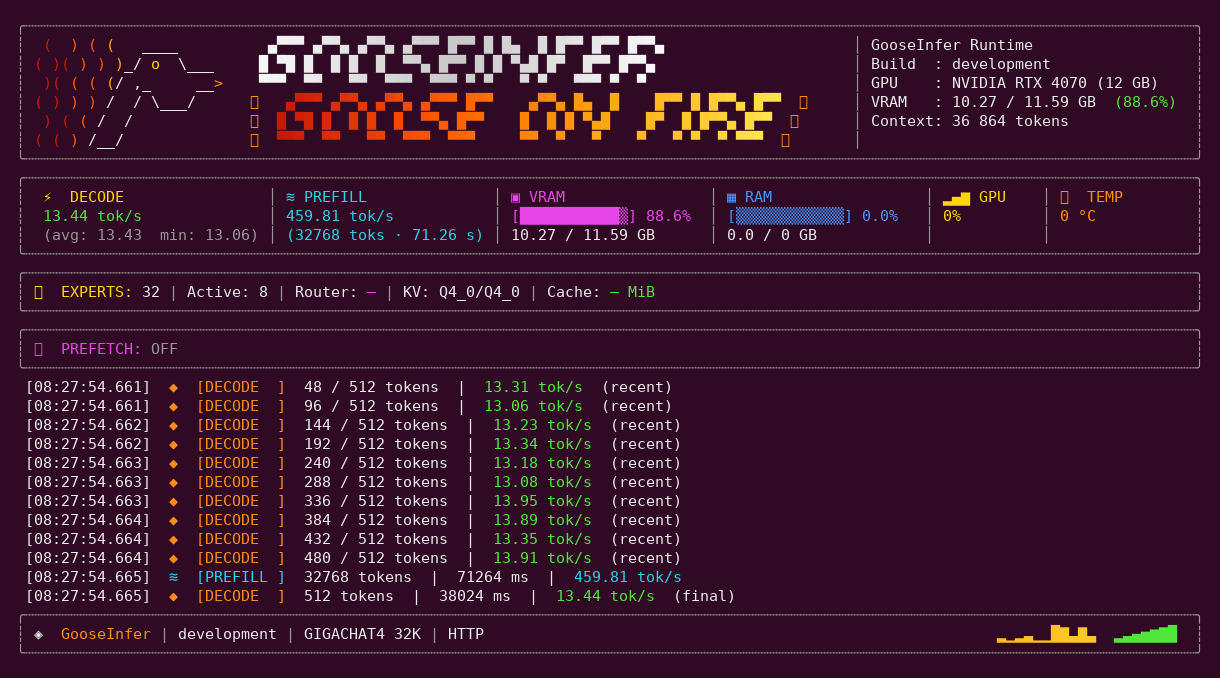 GOOSEINFER
GOOSE ON FIRE
GooseInfer Runtime
Build  : development
GPU    : NVIDIA RTX 4070 (12 GB)
VRAM   : 10.27 / 11.59 GB  (88.6%)
Context: 36 864 tokens
⚡  DECODE │ ≋ PREFILL │ ▣ VRAM │ ▦ RAM │ ▂▄▆ GPU │ TEMP
13.44 tok/s │ 459.81 tok/s │ [████████████▒] 88.6% │ [▒▒▒▒▒▒▒▒▒▒▒▒] 0.0% │ 0% │ 0 °C
(avg: 13.43  min: 13.06) │ (32768 toks · 71.26 s) │ 10.27 / 11.59 GB │ 0.0 / 0 GB
EXPERTS: 32 | Active: 8 | Router: — | KV: Q4_0/Q4_0 | Cache: — MiB
PREFETCH: OFF
[08:27:54.661]  ◆  [DECODE  ]  48 / 512 tokens  |  13.31 tok/s  (recent)
[08:27:54.661]  ◆  [DECODE  ]  96 / 512 tokens  |  13.06 tok/s  (recent)
[08:27:54.662]  ◆  [DECODE  ]  144 / 512 tokens  |  13.23 tok/s  (recent)
[08:27:54.662]  ◆  [DECODE  ]  192 / 512 tokens  |  13.34 tok/s  (recent)
[08:27:54.663]  ◆  [DECODE  ]  240 / 512 tokens  |  13.18 tok/s  (recent)
[08:27:54.663]  ◆  [DECODE  ]  288 / 512 tokens  |  13.08 tok/s  (recent)
[08:27:54.663]  ◆  [DECODE  ]  336 / 512 tokens  |  13.95 tok/s  (recent)
[08:27:54.664]  ◆  [DECODE  ]  384 / 512 tokens  |  13.89 tok/s  (recent)
[08:27:54.664]  ◆  [DECODE  ]  432 / 512 tokens  |  13.35 tok/s  (recent)
[08:27:54.664]  ◆  [DECODE  ]  480 / 512 tokens  |  13.91 tok/s  (recent)
[08:27:54.665]  ≋  [PREFILL ]  32768 tokens  |  71264 ms  |  459.81 tok/s
[08:27:54.665]  ◆  [DECODE  ]  512 tokens  |  38024 ms  |  13.44 tok/s  (final)
◈  GooseInfer | development | GIGACHAT4 32K | HTTP